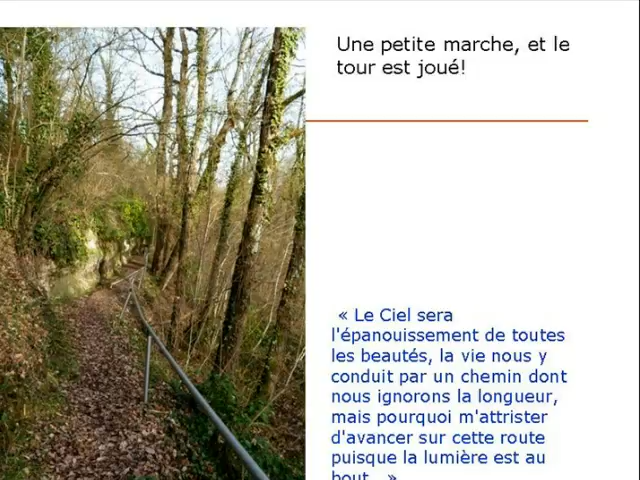 Une petite marche, et le
tour est joué!
« Le Ciel sera
l'épanouissement de toutes
les beautés, la vie nous y
conduit par un chemin dont
nous ignorons la longueur,
mais pourquoi m'attrister
d'avancer sur cette route
puisque la lumière est au
bout...»